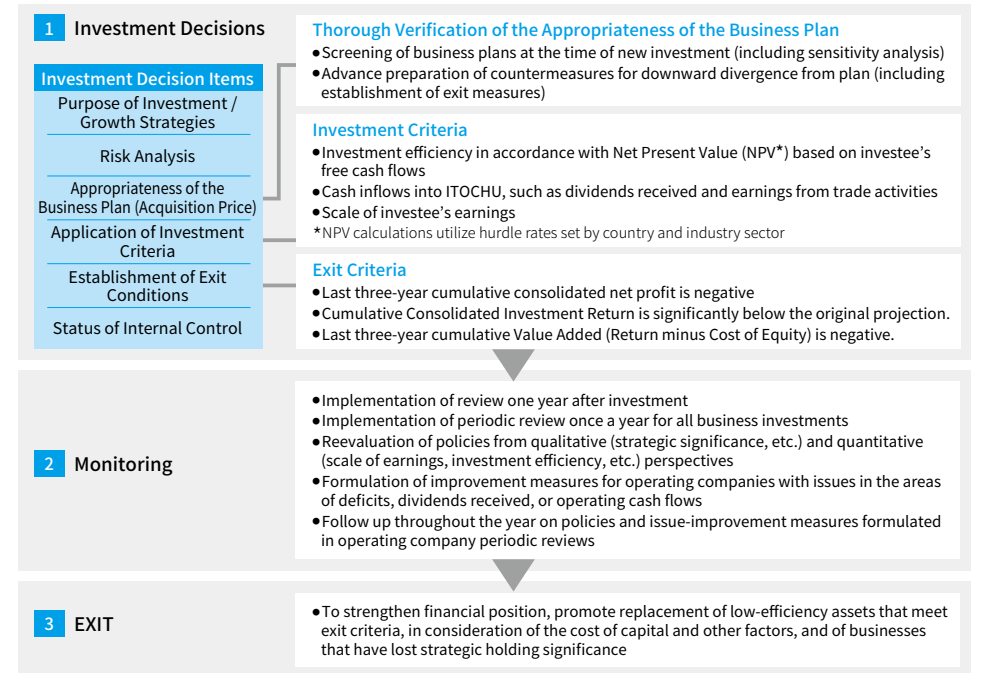 1 Investment Decisions
Investment Decision Items
Purpose of Investment /
Growth Strategies
Risk Analysis
Appropriateness of the
Business Plan (Acquisition Price)
Application of Investment
Criteria
Establishment of Exit
Conditions
Status of Internal Control
Thorough Verification of the Appropriateness of the Business Plan
●Screening of business plans at the time of new investment (including sensitivity analysis)
●Advance preparation of countermeasures for downward divergence from plan (including
establishment of exit measures)
Investment Criteria
●Investment efficiency in accordance with Net Present Value (NPV★) based on investee's
free cash flows
●Cash inflows into ITOCHU, such as dividends received and earnings from trade activities
●Scale of investee's earnings
★NPV calculations utilize hurdle rates set by country and industry sector
Exit Criteria
●Last three-year cumulative consolidated net profit is negative
●Cumulative Consolidated Investment Return is significantly below the original projection.
●Last three-year cumulative Value Added (Return minus Cost of Equity) is negative.
2 Monitoring
●Implementation of review one year after investment
●Implementation of periodic review once a year for all business investments
●Reevaluation of policies from qualitative (strategic significance, etc.) and quantitative
(scale of earnings, investment efficiency, etc.) perspectives
●Formulation of improvement measures for operating companies with issues in the areas
of deficits, dividends received, or operating cash flows
●Follow up throughout the year on policies and issue-improvement measures formulated
in operating company periodic reviews
3 EXIT
●To strengthen financial position, promote replacement of low-efficiency assets that meet
exit criteria, in consideration of the cost of capital and other factors, and of businesses
that have lost strategic holding significance